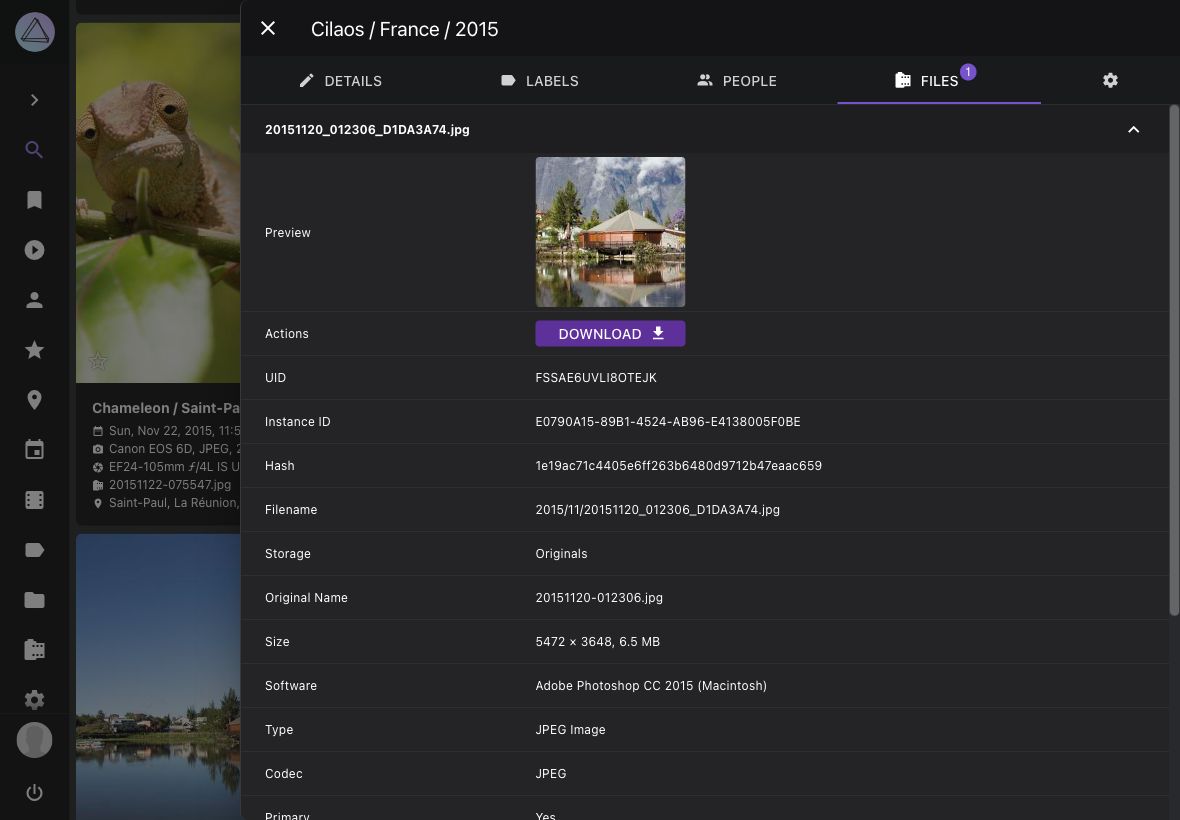 Cilaos / France / 2015
DETAILS
LABELS
PEOPLE
FILES
1
20151120_012306_D1DA3A74.jpg
Preview
Actions
DOWNLOAD
UID
FSSAE6UVLI8OTEJK
Instance ID
E0790A15-89B1-4524-AB96-E4138005F0BE
Hash
1e19ac71c4405e6ff263b6480d9712b47eaac659
Filename
2015/11/20151120_012306_D1DA3A74.jpg
Storage
Originals
Original Name
20151120-012306.jpg
Size
5472 × 3648, 6.5 MB
Software
Adobe Photoshop CC 2015 (Macintosh)
Type
JPEG Image
Codec
JPEG
Primary
Yes
Chameleon / Saint-Pa
Sun, Nov 22, 2015, 11:5
Canon EOS 6D, JPEG, 2
EF24-105mm ƒ/4L IS U
20151122-075547.jpg
Saint-Paul, La Réunion,